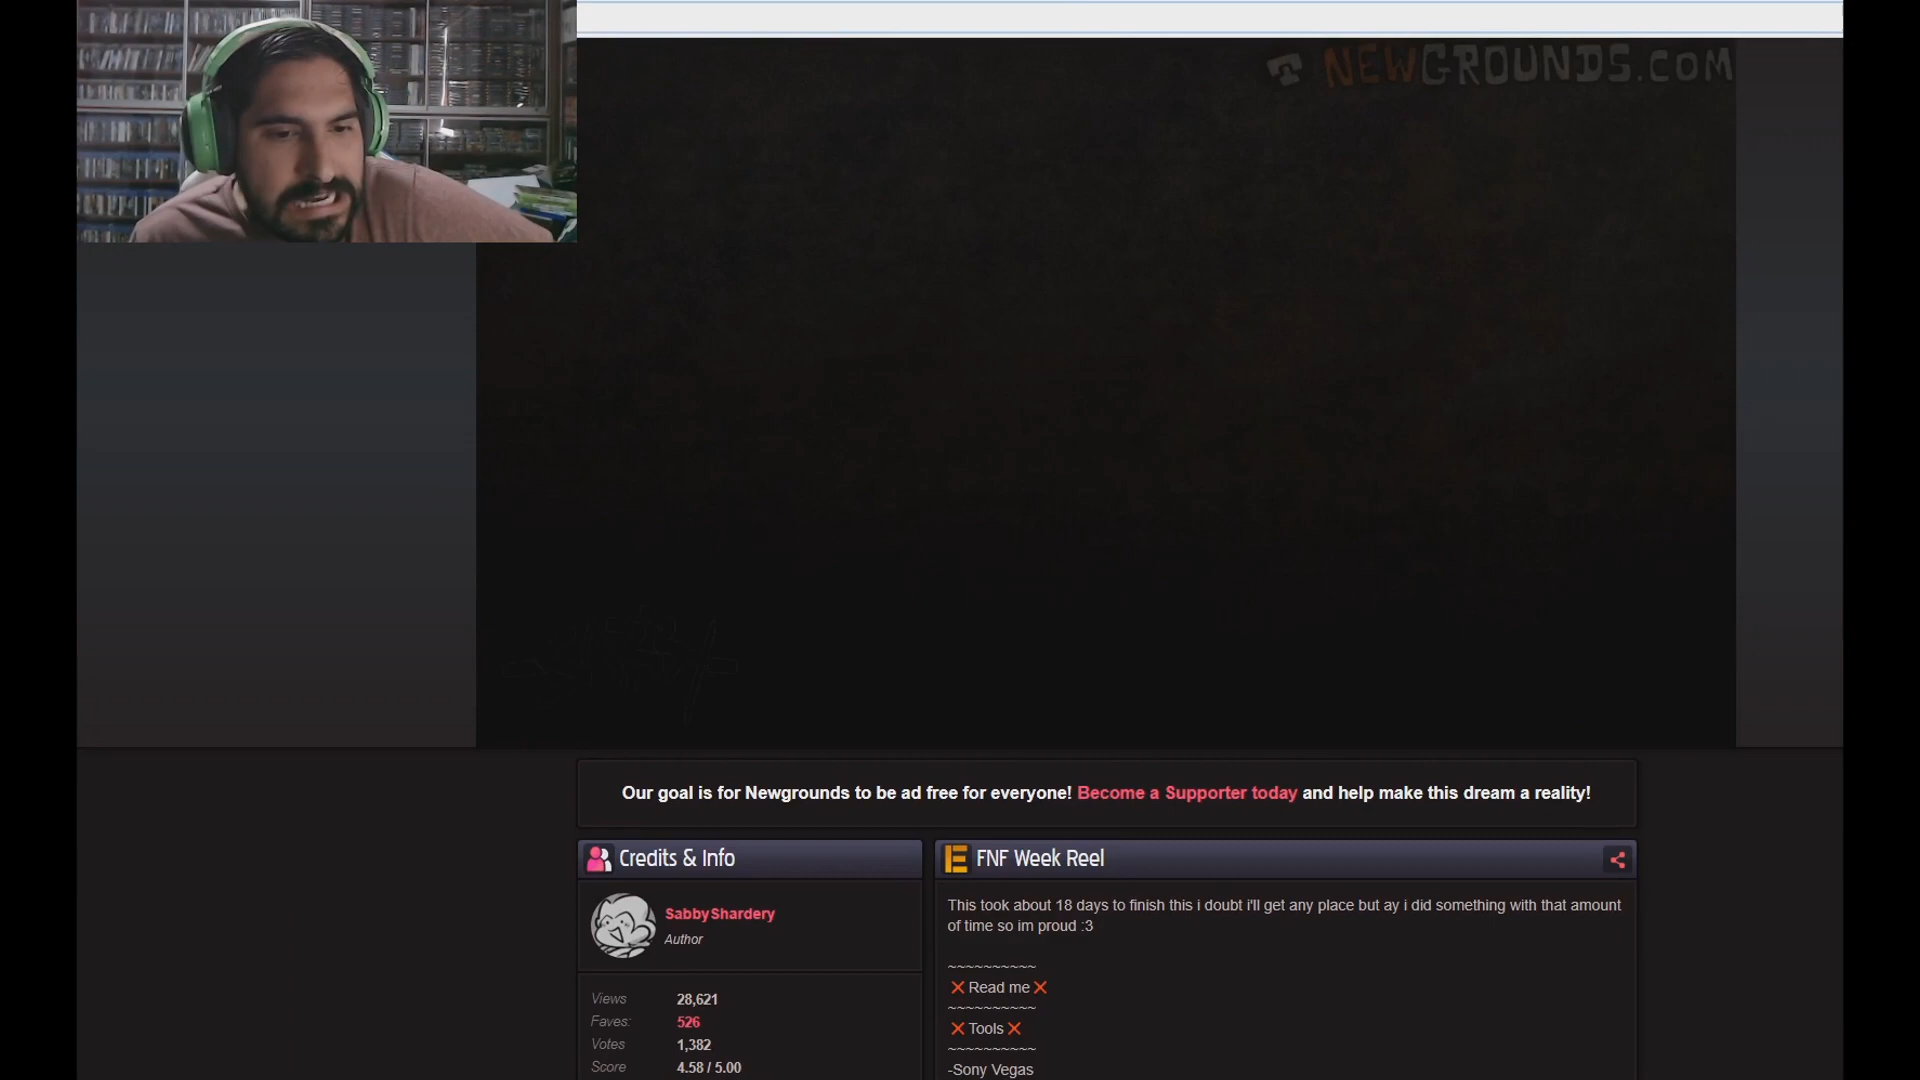 NEWGROUNDS.COM
Our goal is for Newgrounds to be ad free for everyone! Become a Supporter today and help make this dream a reality!
Credits & Info
SabbyShardery
Author
Views 28,621
Faves: 526
Votes 1,382
Score 4.58 / 5.00
FNF Week Reel
This took about 18 days to finish this i doubt i'll get any place but ay i did something with that amount
of time so im proud :3
~~~~~~~~~~
❌Read me❌
~~~~~~~~~~
❌Tools❌
~~~~~~~~~~
-Sony Vegas